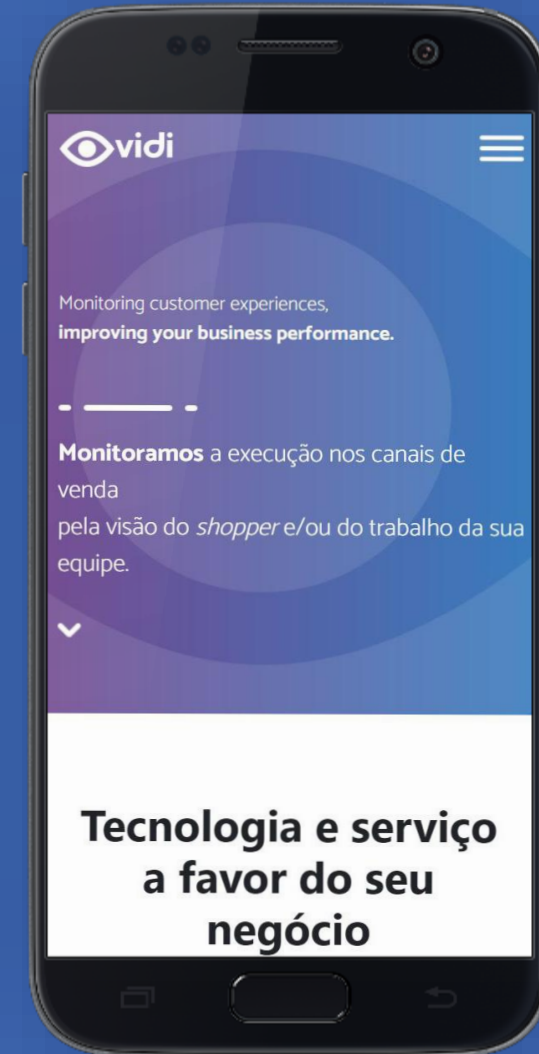 vidi
Monitoring customer experiences,
improving your business performance.
Monitoramos a execução nos canais de
venda
pela visão do shopper e/ou do trabalho da sua
equipe.
Tecnologia e serviço
a favor do seu
negócio